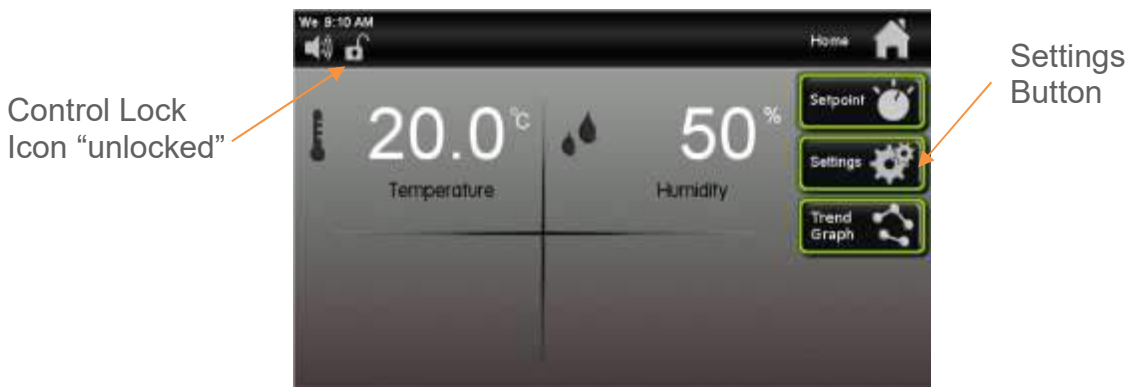 We 9:10 AM
Home
Settings
Button
Control Lock
Icon “unlocked”
20.0°C
50%
Temperature
Humidity
Setpoint
Settings
Trend
Graph